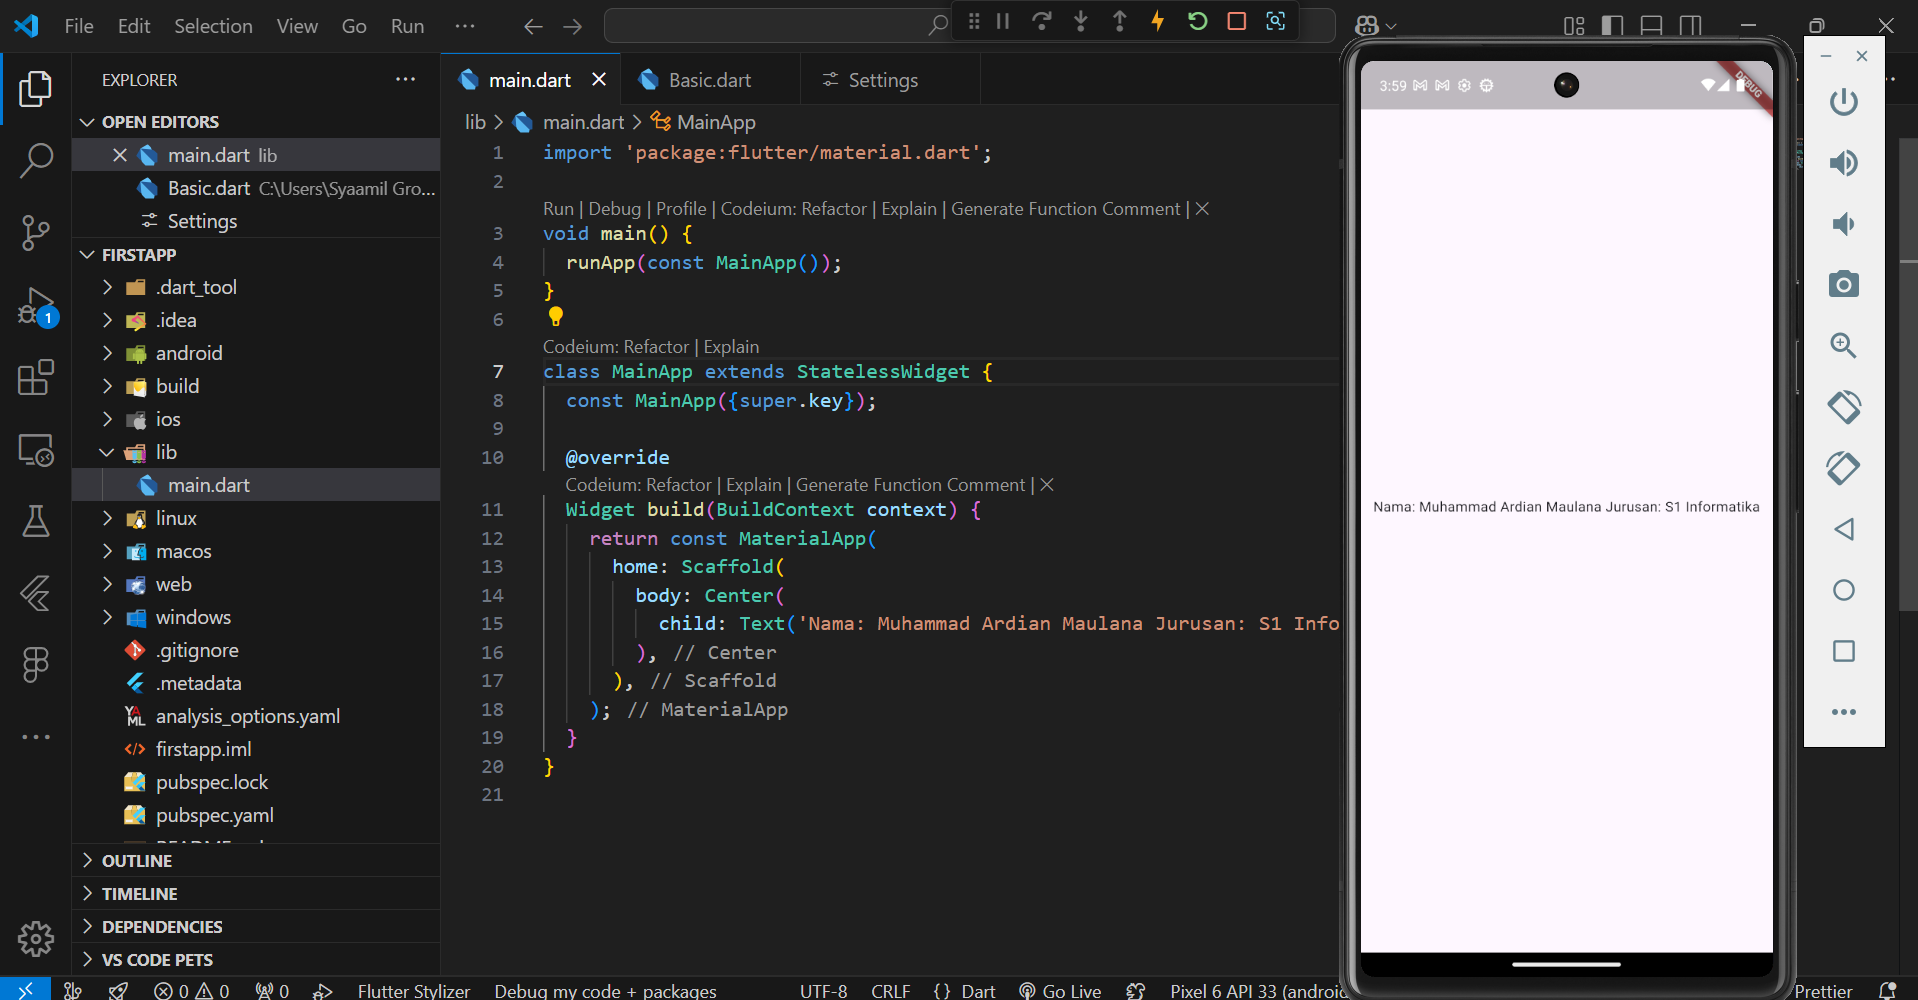 File Edit Selection View Go Run ···
EXPLORER ···
OPEN EDITORS
main.dart lib
Basic.dart C:\Users\Syaamil Gro...
Settings
FIRSTAPP
.dart_tool
.idea
android
build
ios
lib
main.dart
linux
macos
web
windows
.gitignore
.metadata
analysis_options.yaml
firstapp.iml
pubspec.lock
pubspec.yaml
OUTLINE
TIMELINE
DEPENDENCIES
VS CODE PETS
1
main.dart Basic.dart Settings
lib > main.dart > MainApp
1 import 'package:flutter/material.dart';
2
Run | Debug | Profile | Codeium: Refactor | Explain | Generate Function Comment | ×
3 void main() {
4 runApp(const MainApp());
5 }
6
Codeium: Refactor | Explain
7 class MainApp extends StatelessWidget {
8 const MainApp({super.key});
9
10 @override
Codeium: Refactor | Explain | Generate Function Comment | ×
11 Widget build(BuildContext context) {
12 return const MaterialApp(
13 home: Scaffold(
14 body: Center(
15 child: Text('Nama: Muhammad Ardian Maulana Jurusan: S1 Info
16 ), // Center
17 ), // Scaffold
18 ); // MaterialApp
19 }
20 }
21
3:59
DEBUG
Nama: Muhammad Ardian Maulana Jurusan: S1 Informatika
0 0 0 Flutter Stylizer Debug my code + packages UTF-8 CRLF {} Dart Go Live Pixel 6 API 33 (android Prettier